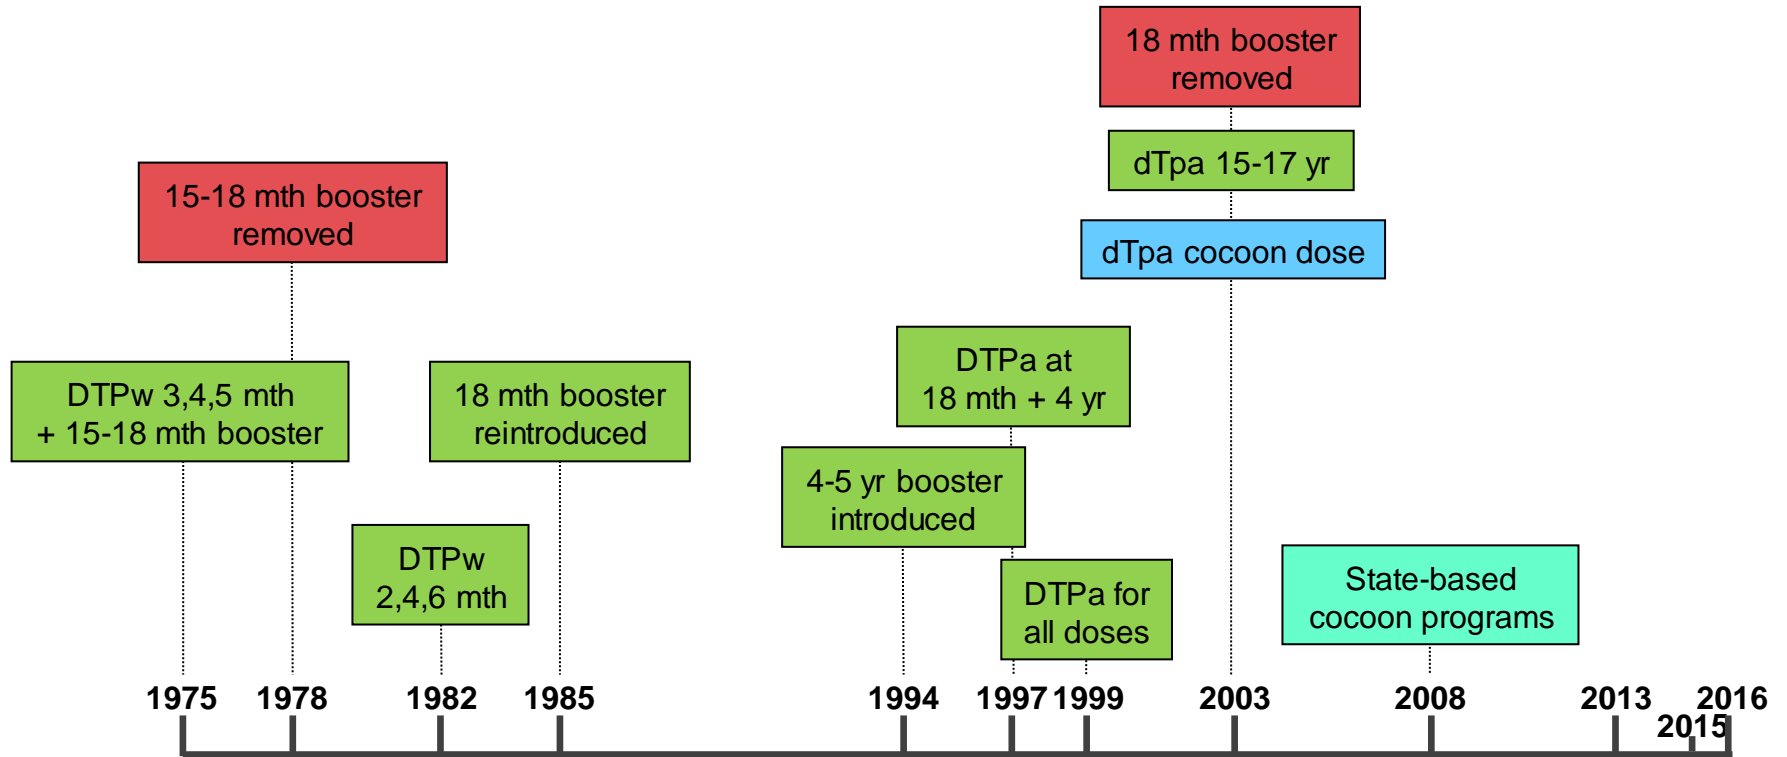 18 mth booster
removed
dTpa 15-17 yr
15-18 mth booster
removed
dTpa cocoon dose
DTPa at
18 mth + 4 yr
DTPw 3,4,5 mth
+ 15-18 mth booster
18 mth booster
reintroduced
4-5 yr booster
introduced
DTPw
2,4,6 mth
DTPa for
all doses
State-based
cocoon programs
1975 1978 1982 1985 1994 1997 1999 2003 2008 2013 2016
2015